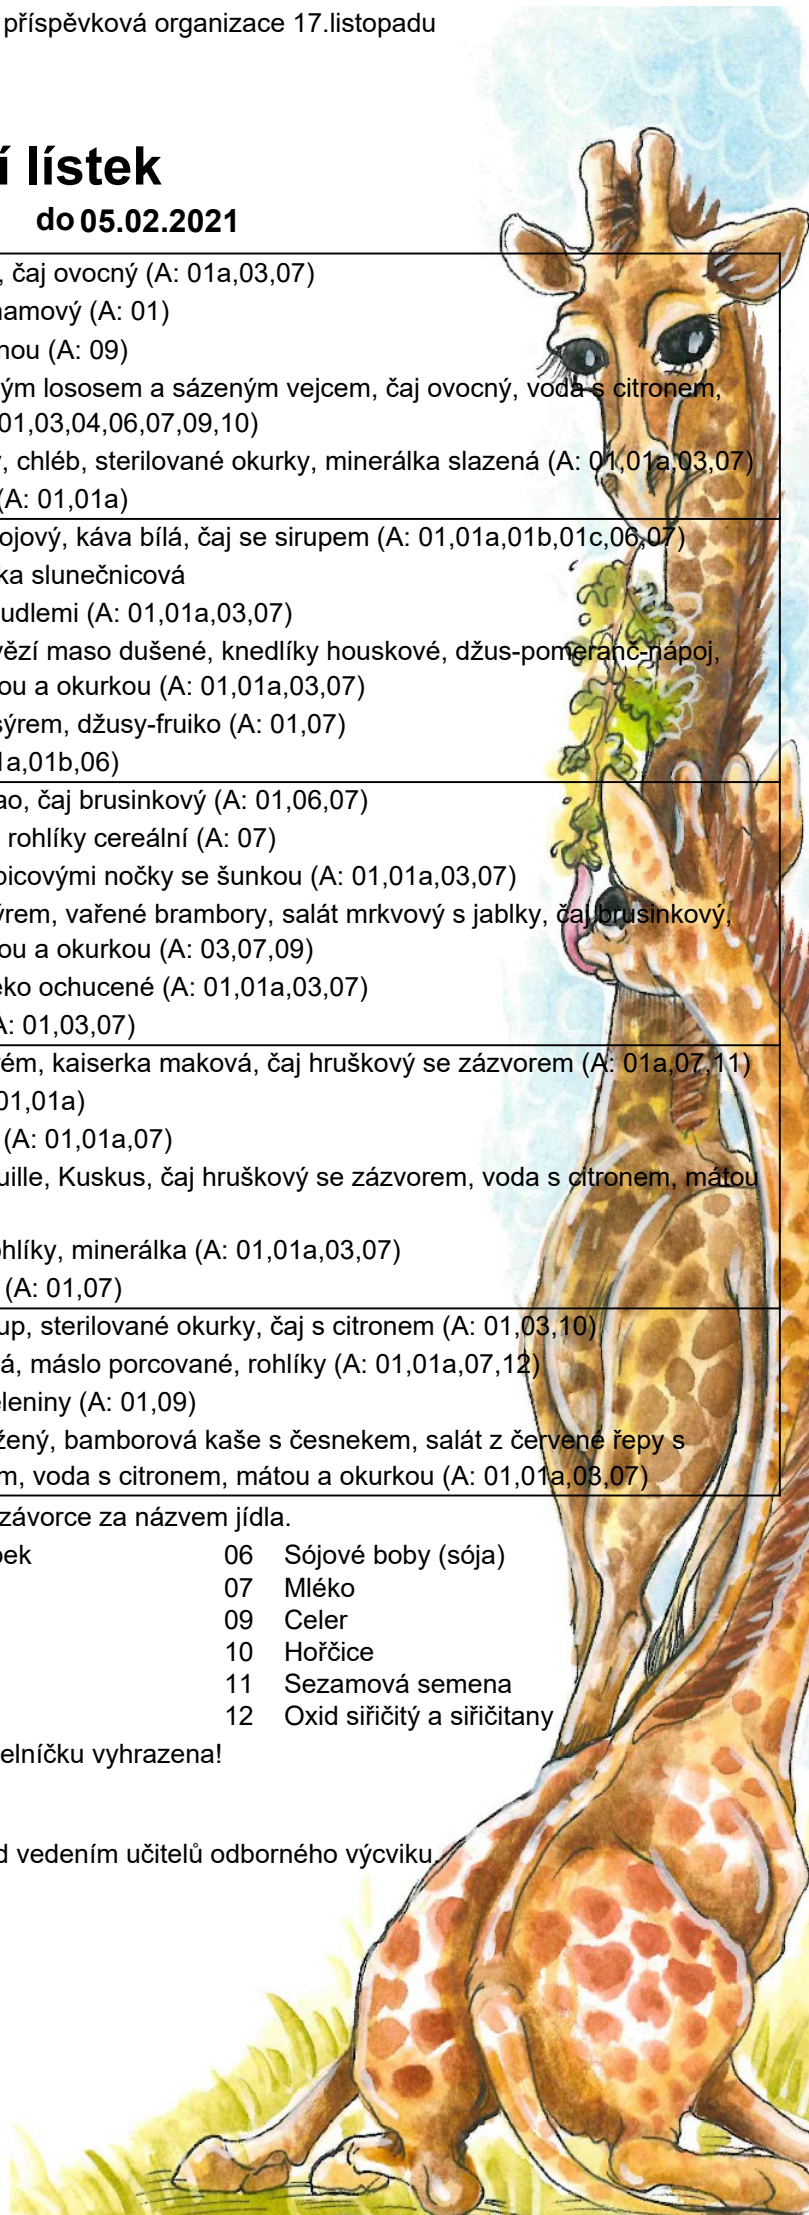 příspěvková organizace 17.listopadu
í lístek
do 05.02.2021
, čaj ovocný (A: 01a,03,07)
namový (A: 01)
nou (A: 09)
ým lososem a sázeným vejcem, čaj ovocný, voda s citronem,
01,03,04,06,07,09,10)
, chléb, sterilované okurky, minerálka slazená (A: 01,01a,03,07)
(A: 01,01a)
ojový, káva bílá, čaj se sirupem (A: 01,01a,01b,01c,06,07)
ka slunečnicová
udlemi (A: 01,01a,03,07)
vězí maso dušené, knedlíky houskové, džus-pomeranč-nápoj,
ou a okurkou (A: 01,01a,03,07)
sýrem, džusy-fruiko (A: 01,07)
1a,01b,06)
ao, čaj brusinkový (A: 01,06,07)
rohlíky cereální (A: 07)
picovými nočky se šunkou (A: 01,01a,03,07)
ýrem, vařené brambory, salát mrkvový s jablky, čaj brusinkový,
ou a okurkou (A: 03,07,09)
éko ochucené (A: 01,01a,03,07)
A: 01,03,07)
rém, kaiserka maková, čaj hruškový se zázvorem (A: 01a,07,11)
01,01a)
(A: 01,01a,07)
uille, Kuskus, čaj hruškový se zázvorem, voda s citronem, mátou
ohlíky, minerálka (A: 01,01a,03,07)
(A: 01,07)
up, sterilované okurky, čaj s citronem (A: 01,03,10)
á, máslo porcované, rohlíky (A: 01,01a,07,12)
eleniny (A: 01,09)
žený, bamborová kaše s česnekem, salát z červené řepy s
m, voda s citronem, mátou a okurkou (A: 01,01a,03,07)
závorce za názvem jídla.
bek 06 Sójové boby (sója)
07 Mléko
09 Celer
10 Hořčice
11 Sezamová semena
12 Oxid siřičitý a siřičitany
elníčku vyhrazena!
d vedením učitelů odborného výcviku.